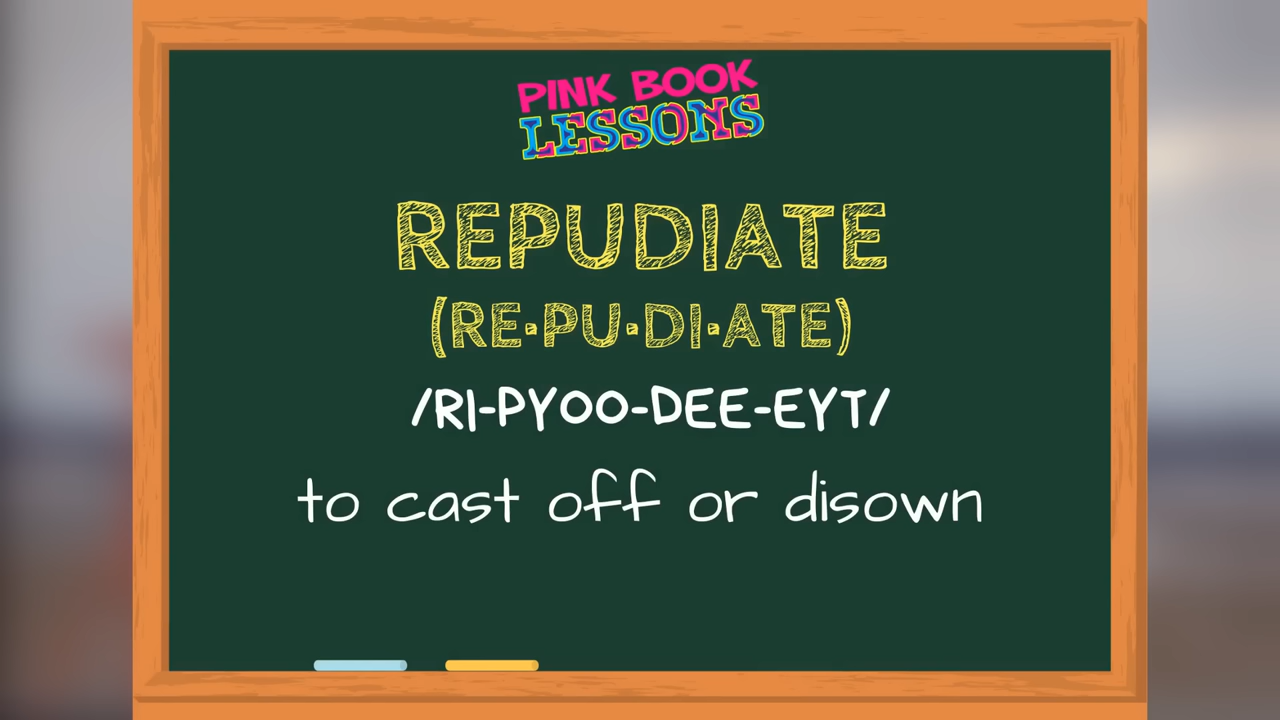 PINK BOOK
LESSONS
REPUDIATE
(RE•PU•DI•ATE)
/RI-PYOO-DEE-EYT/
to cast off or disown